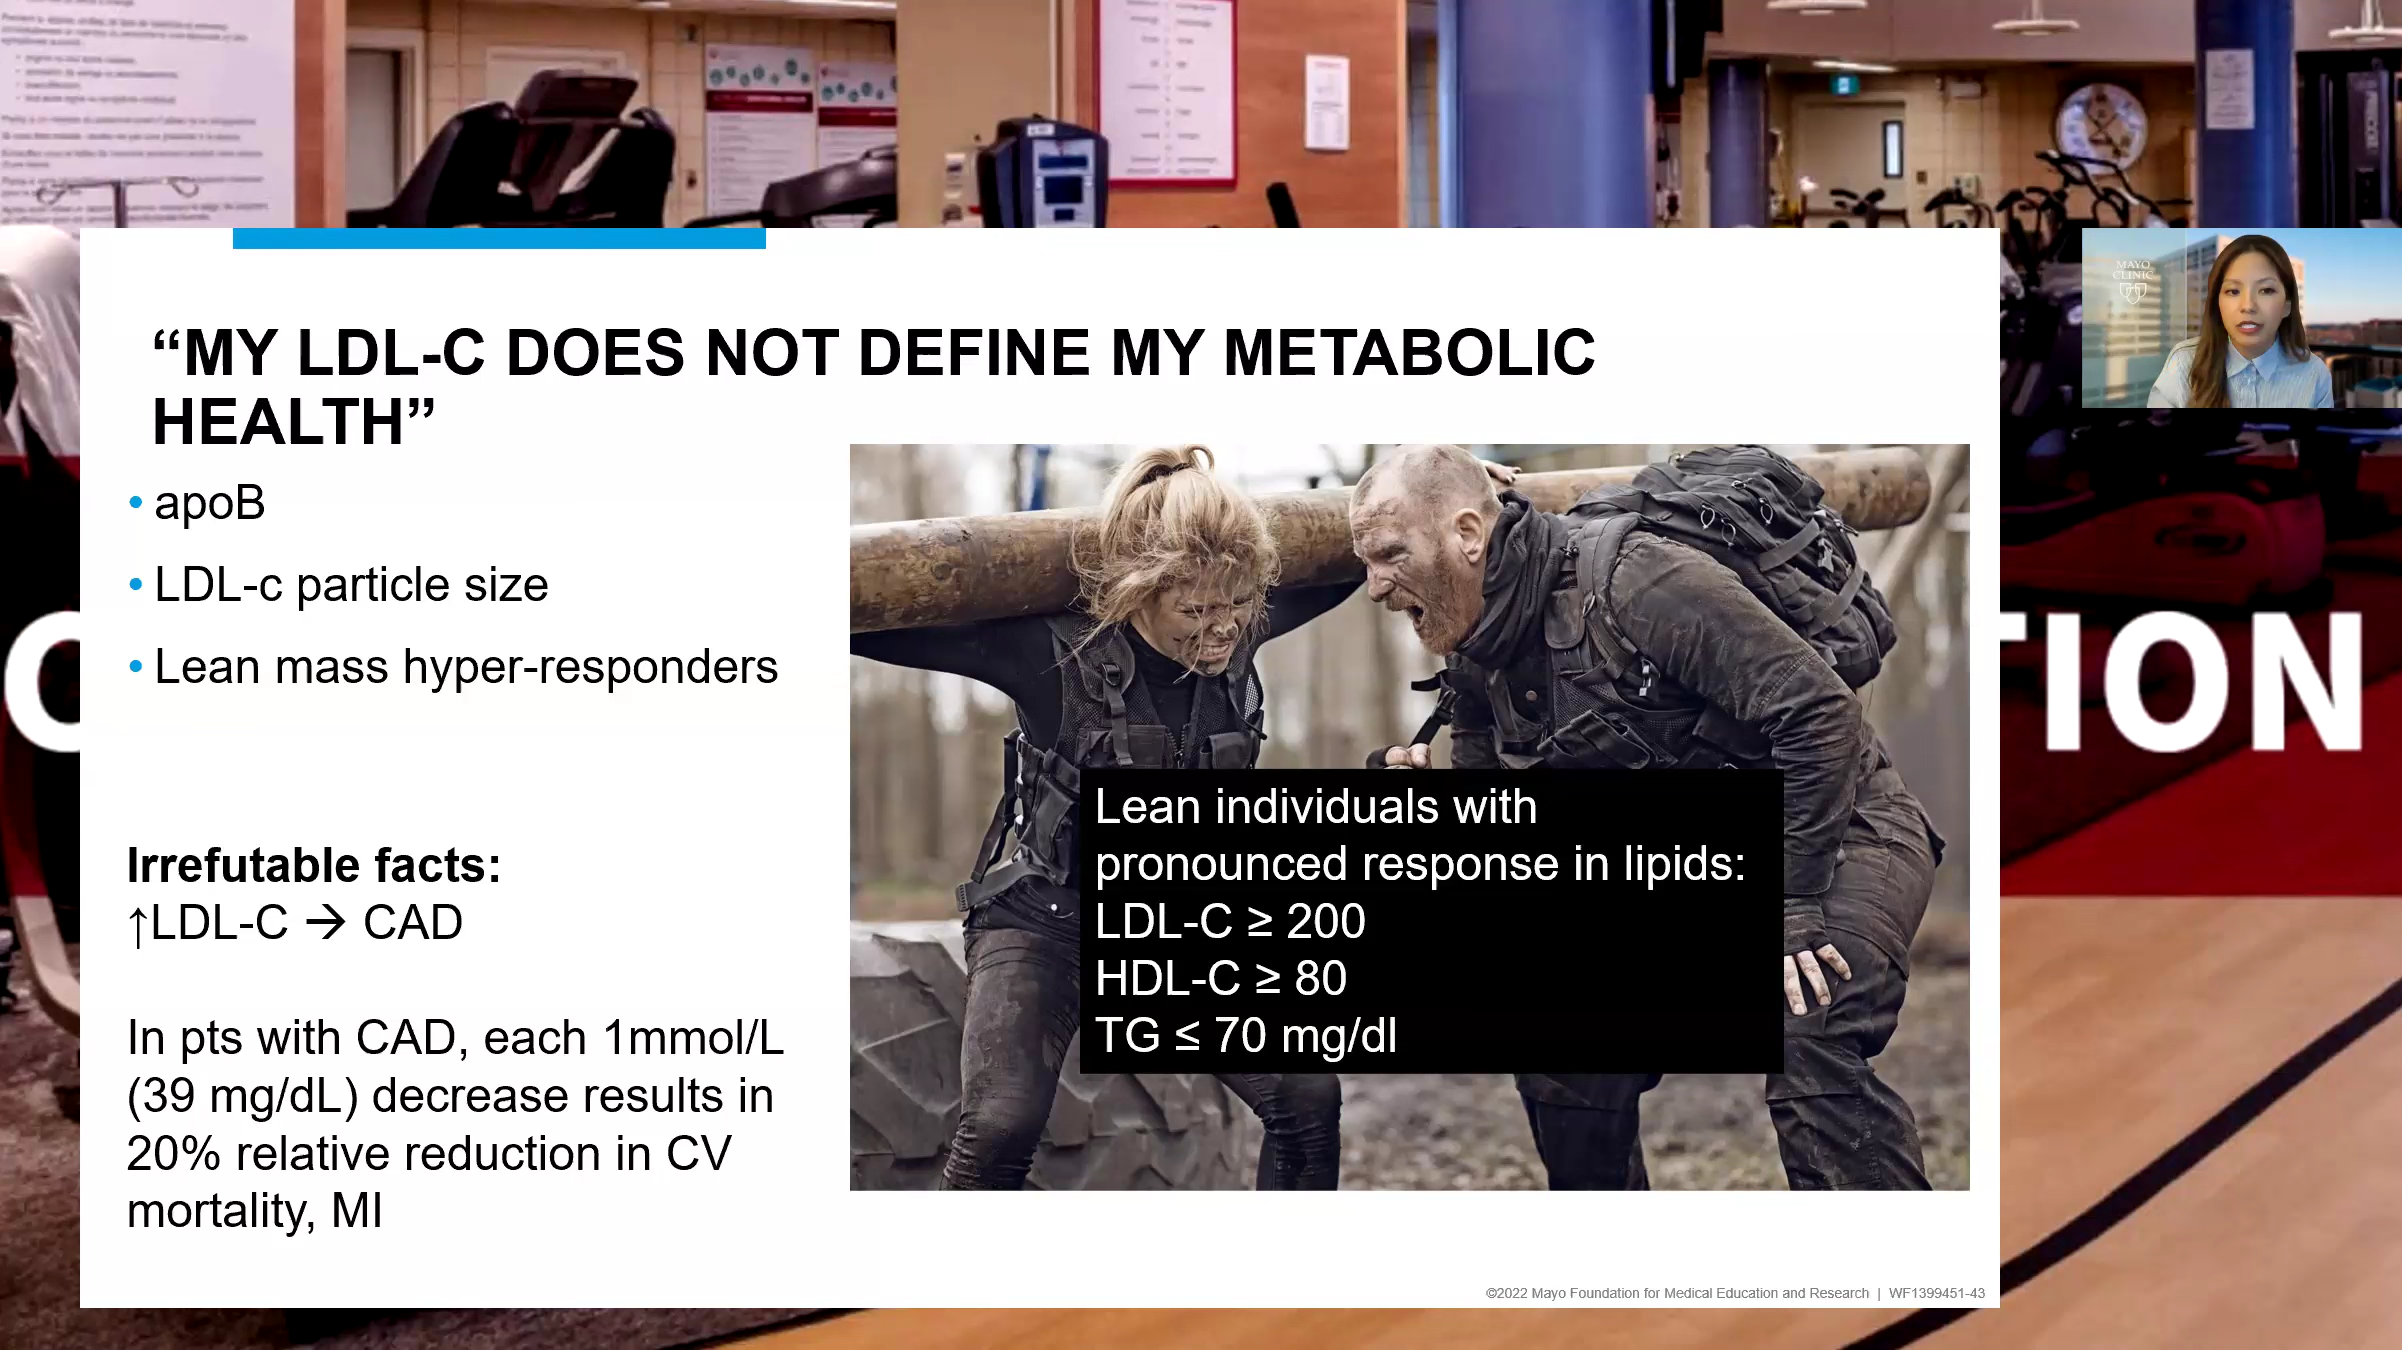 “MY LDL-C DOES NOT DEFINE MY METABOLIC
HEALTH”
• apoB
• LDL-c particle size
• Lean mass hyper-responders
Irrefutable facts:
↑LDL-C → CAD
In pts with CAD, each 1mmol/L
(39 mg/dL) decrease results in
20% relative reduction in CV
mortality, MI
Lean individuals with
pronounced response in lipids:
LDL-C ≥ 200
HDL-C ≥ 80
TG ≤ 70 mg/dl
©2022 Mayo Foundation for Medical Education and Research | WF1399451-43
MAYO
CLINIC
TION